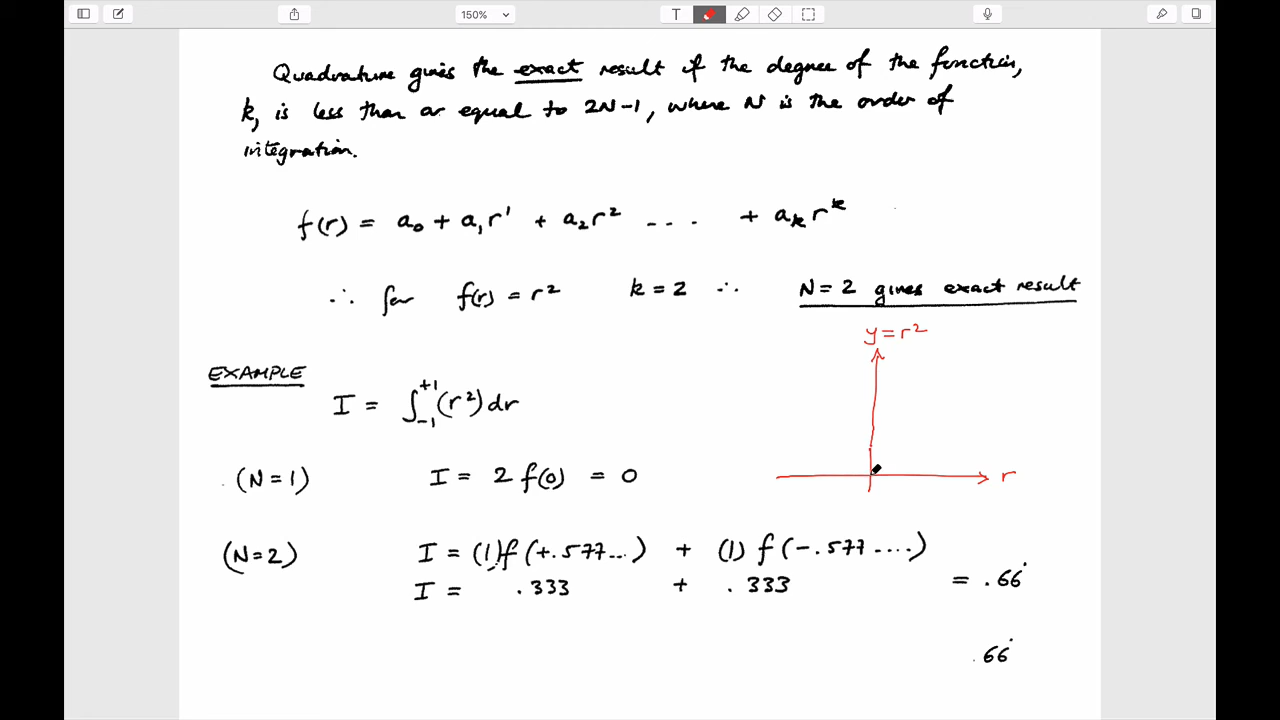 150%
T
Quadrature gives the exact result if the degree of the function,
k, is less than or equal to 2N-1, where N is the order of
integration.
f(r) = a₀ + a₁r¹ + a₂r² .... + aₖrᵏ
∴ for f(r) = r² k = 2 ∴ N = 2 gives exact result
y = r²
EXAMPLE
I = ∫₋₁⁺¹ (r²) dr
(N = 1) I = 2 f(0) = 0
r
(N = 2) I = (1) f(+.577...) + (1) f(-.577....)
I = .333 + .333 = .66̇
.66̇